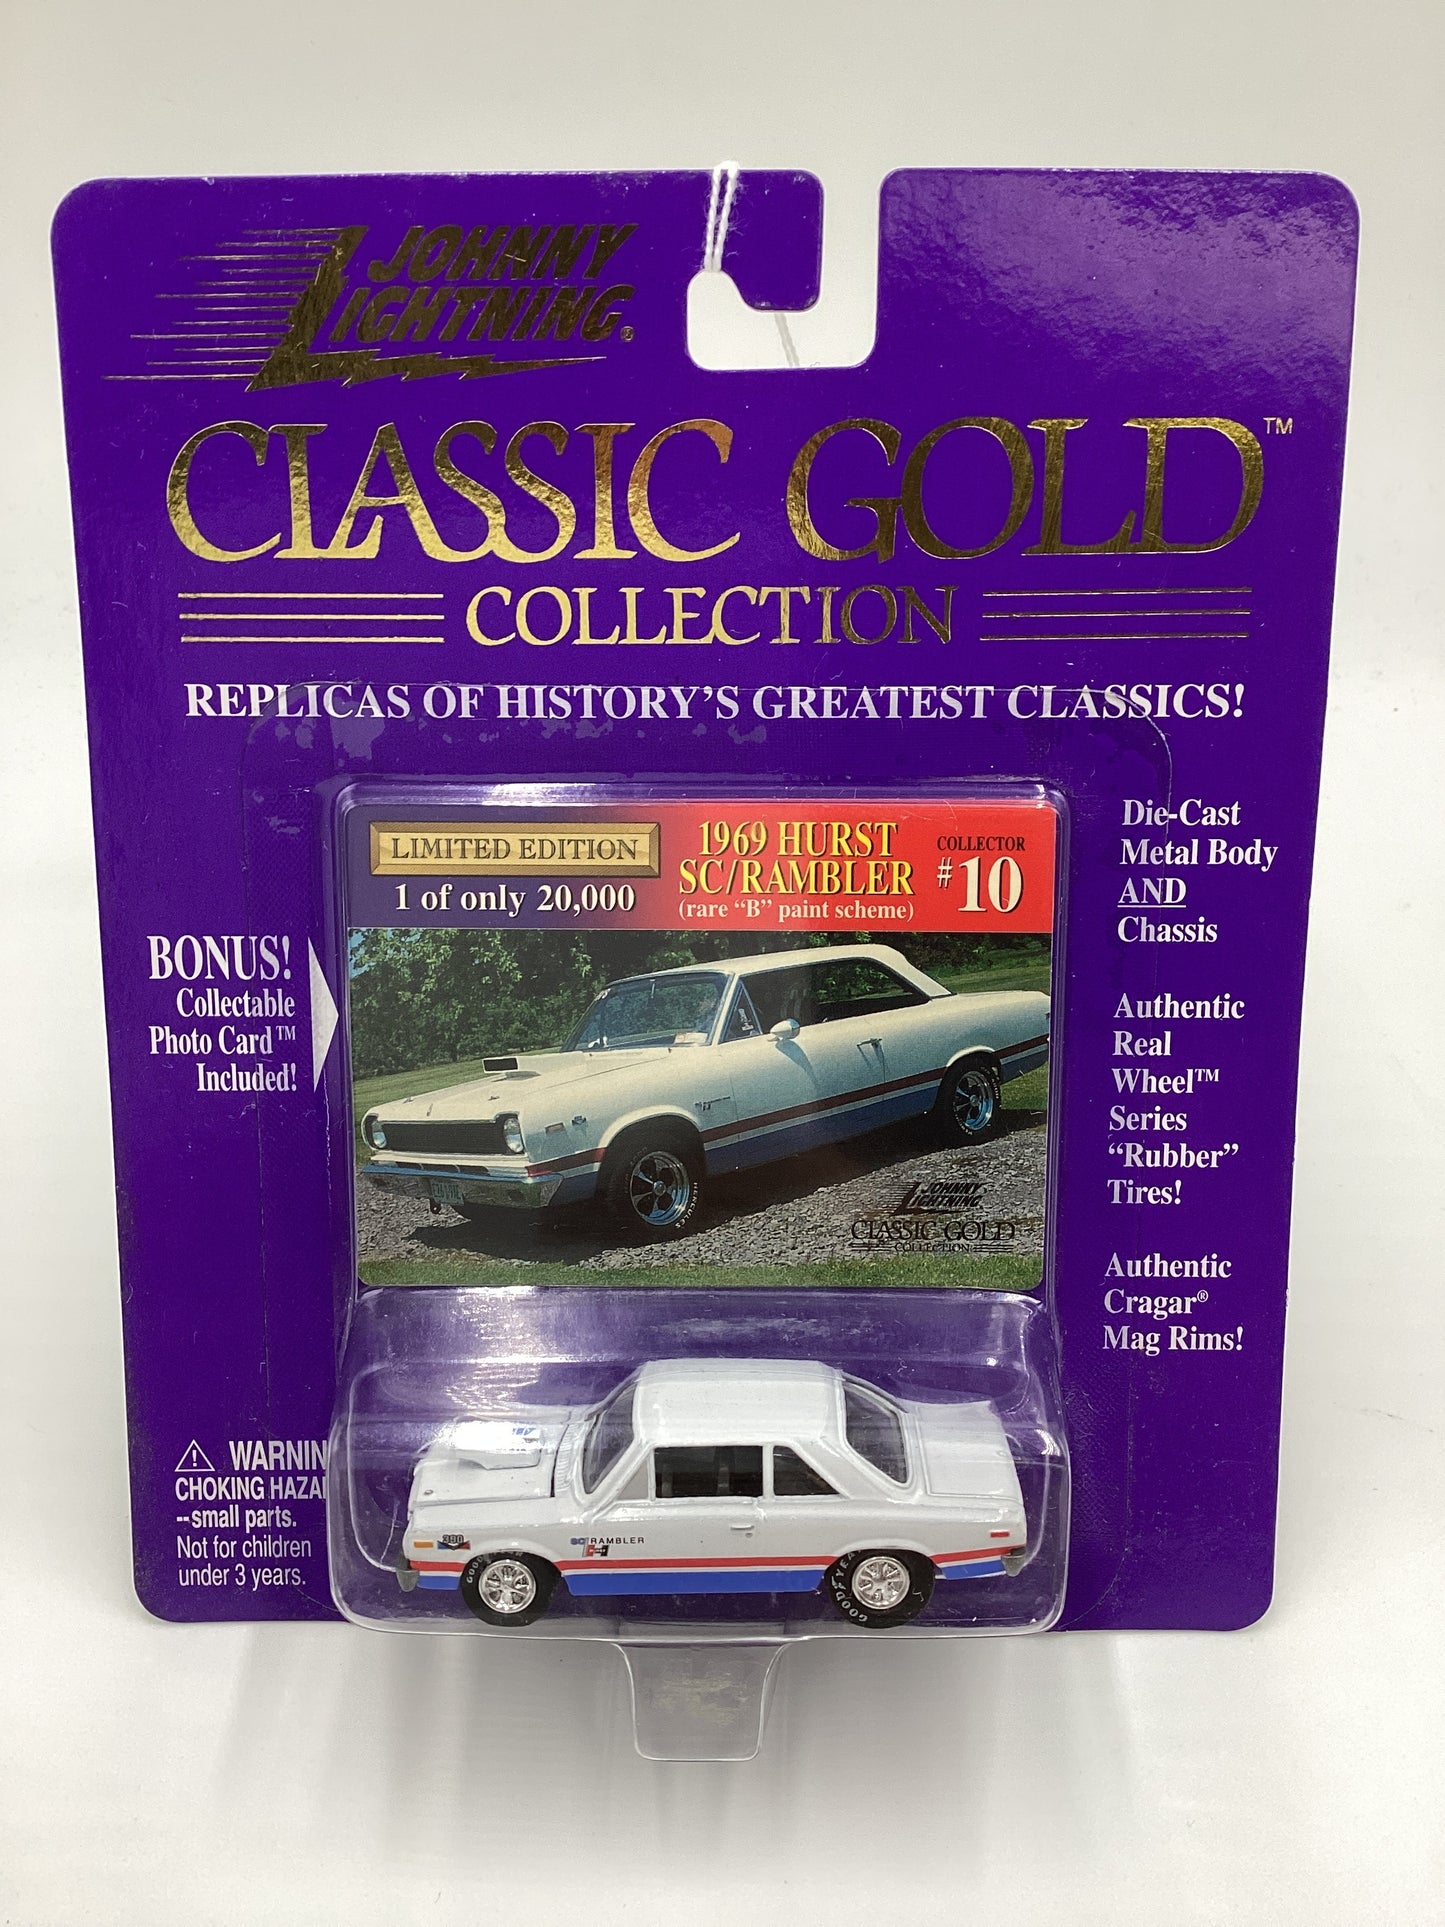 JOHNNY
LIGHTNING®
CLASSIC GOLD™
COLLECTION
REPLICAS OF HISTORY'S GREATEST CLASSICS!
LIMITED EDITION
1 of only 20,000
1969 HURST
SC/RAMBLER
(rare "B" paint scheme)
COLLECTOR
#10
BONUS!
Collectable
Photo Card™
Included!
Die-Cast
Metal Body
AND
Chassis
Authentic
Real
Wheel™
Series
"Rubber"
Tires!
Authentic
Cragar®
Mag Rims!
JOHNNY
LIGHTNING
CLASSIC GOLD
COLLECTION
WARNIN
CHOKING HAZA
--small parts.
Not for children
under 3 years.
390
SC/RAMBLER
GOODYEAR